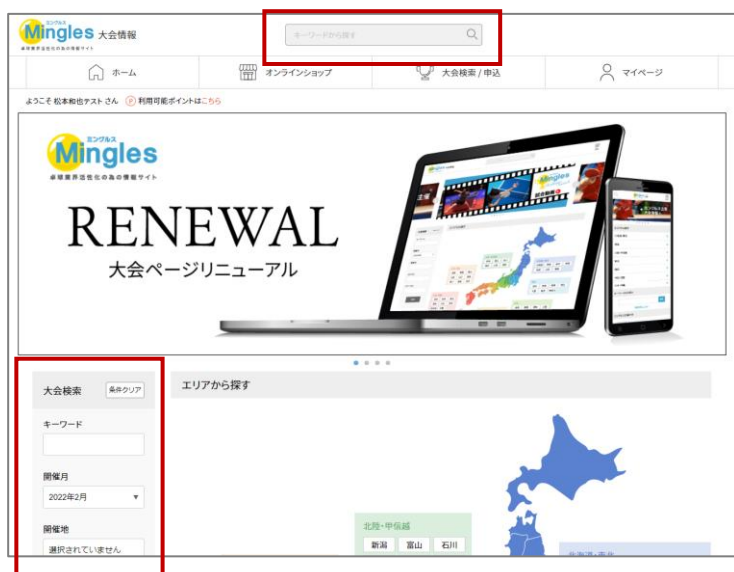 ミングルス
Mingles 大会情報
卓球業界活性化の為の情報サイト
キーワードから探す
ホーム
オンラインショップ
大会検索 / 申込
マイページ
ようこそ 松本和也テスト さん P 利用可能ポイントはこちら
ミングルス
Mingles
卓球業界活性化の為の情報サイト
RENEWAL
大会ページリニューアル
大会検索 条件クリア
エリアから探す
キーワード
開催月
2022年2月
開催地
選択されていません
北陸・甲信越
新潟 富山 石川